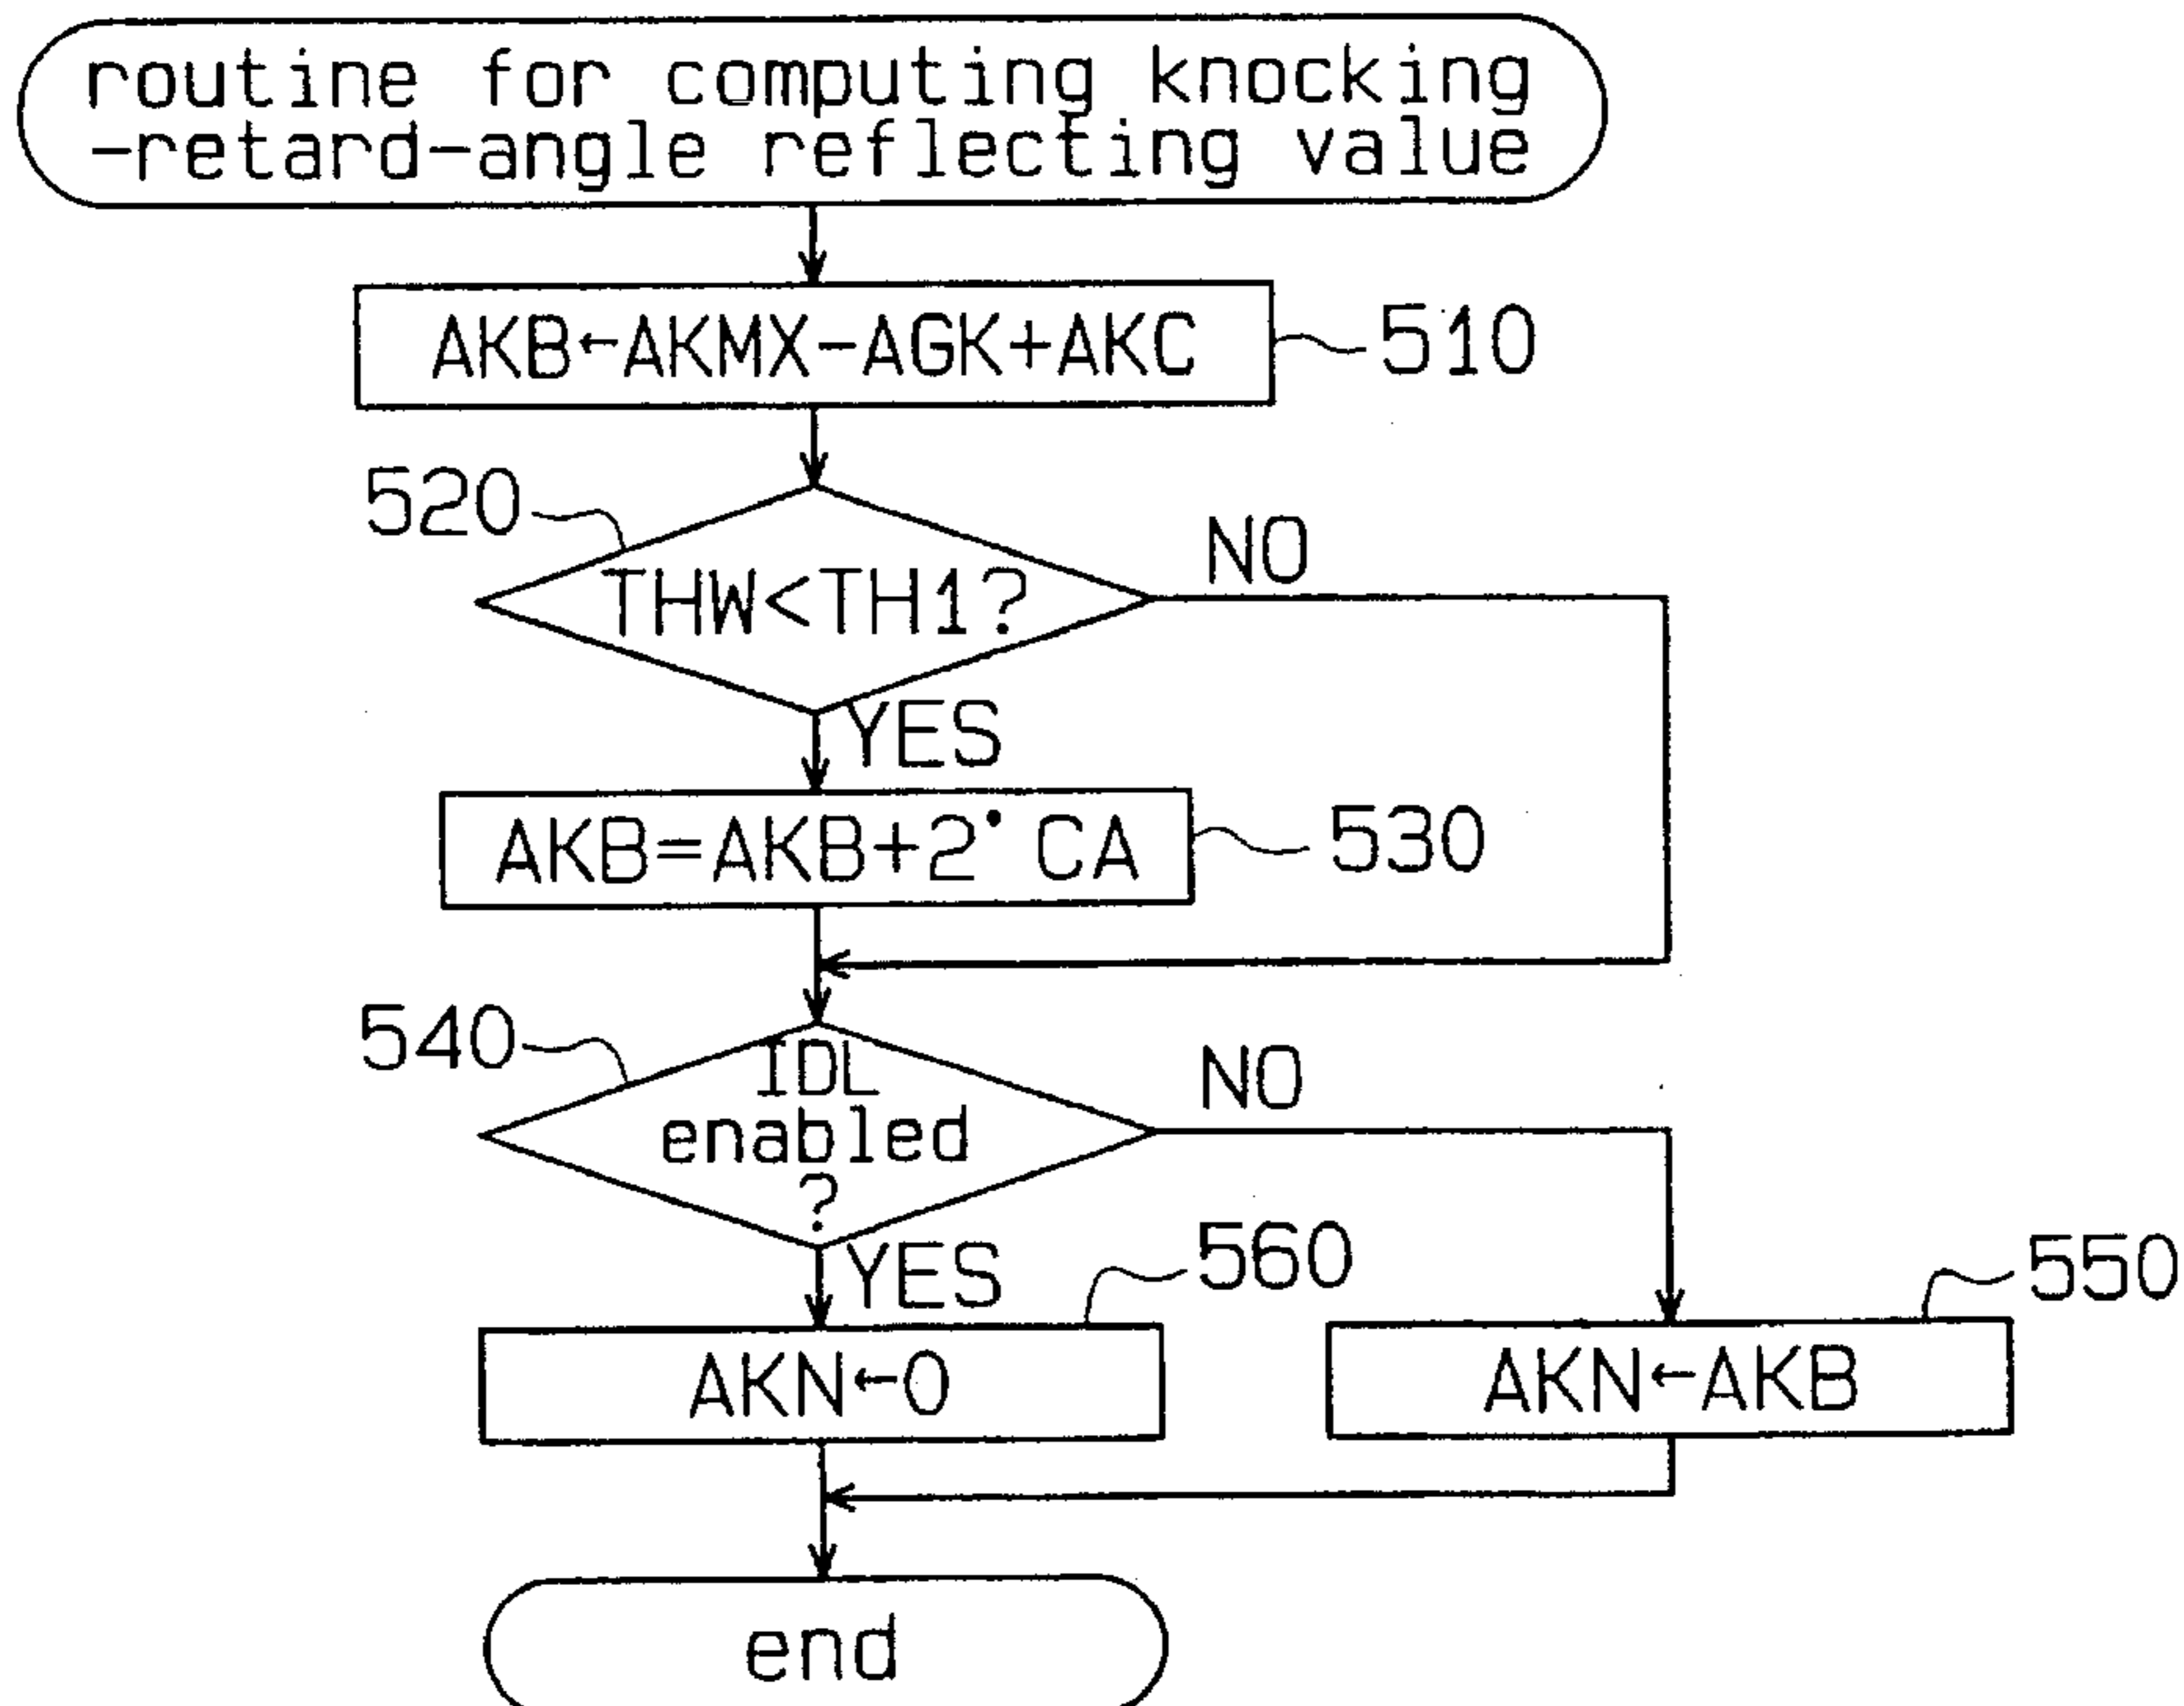 routine for computing knocking
-retard-angle reflecting value
AKB←AKMX-AGK+AKC
510
520
THW<TH1?
NO
YES
AKB=AKB+2° CA
530
540
IDL
enabled
?
NO
YES
560
550
AKN←0
AKN←AKB
end